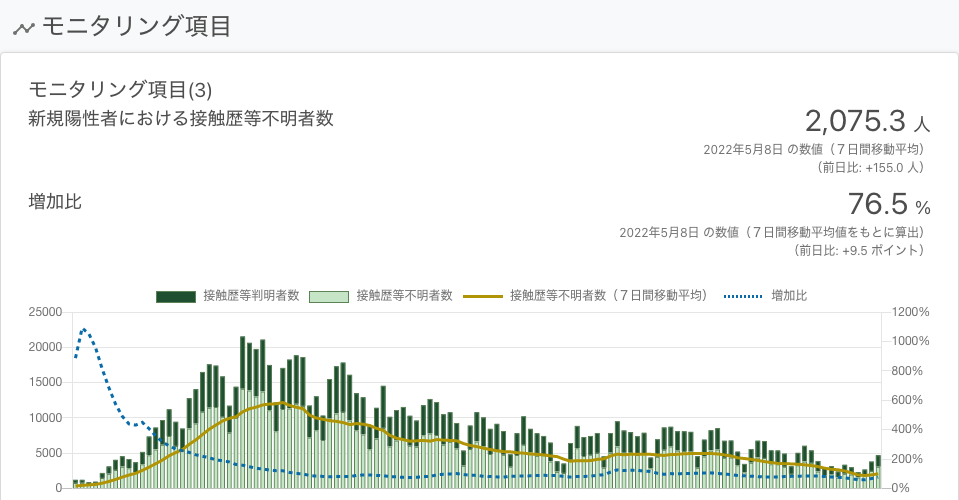 モニタリング項目
モニタリング項目(3)
新規陽性者における接触歴等不明者数
2,075.3 人
2022年5月8日 の数値（７日間移動平均）
（前日比: +155.0 人）
増加比
76.5 %
2022年5月8日 の数値（７日間移動平均値をもとに算出）
（前日比: +9.5 ポイント）
接触歴等判明者数 接触歴等不明者数 接触歴等不明者数（７日間移動平均） 増加比
25000 1200%
20000 1000%
15000 800%
10000 600%
5000 400%
0 200%
0%